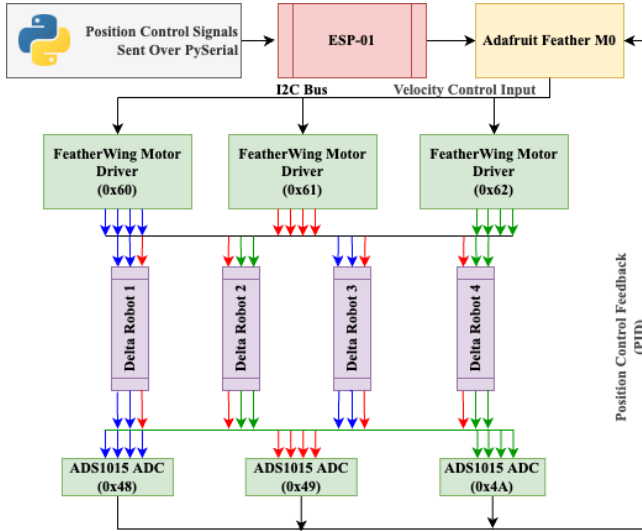 Position Control Signals
Sent Over PySerial
ESP-01
Adafruit Feather M0
I2C Bus
Velocity Control Input
FeatherWing Motor
Driver
(0x60)
FeatherWing Motor
Driver
(0x61)
FeatherWing Motor
Driver
(0x62)
Delta Robot 1
Delta Robot 2
Delta Robot 3
Delta Robot 4
Position Control Feedback
(PID)
ADS1015 ADC
(0x48)
ADS1015 ADC
(0x49)
ADS1015 ADC
(0x4A)